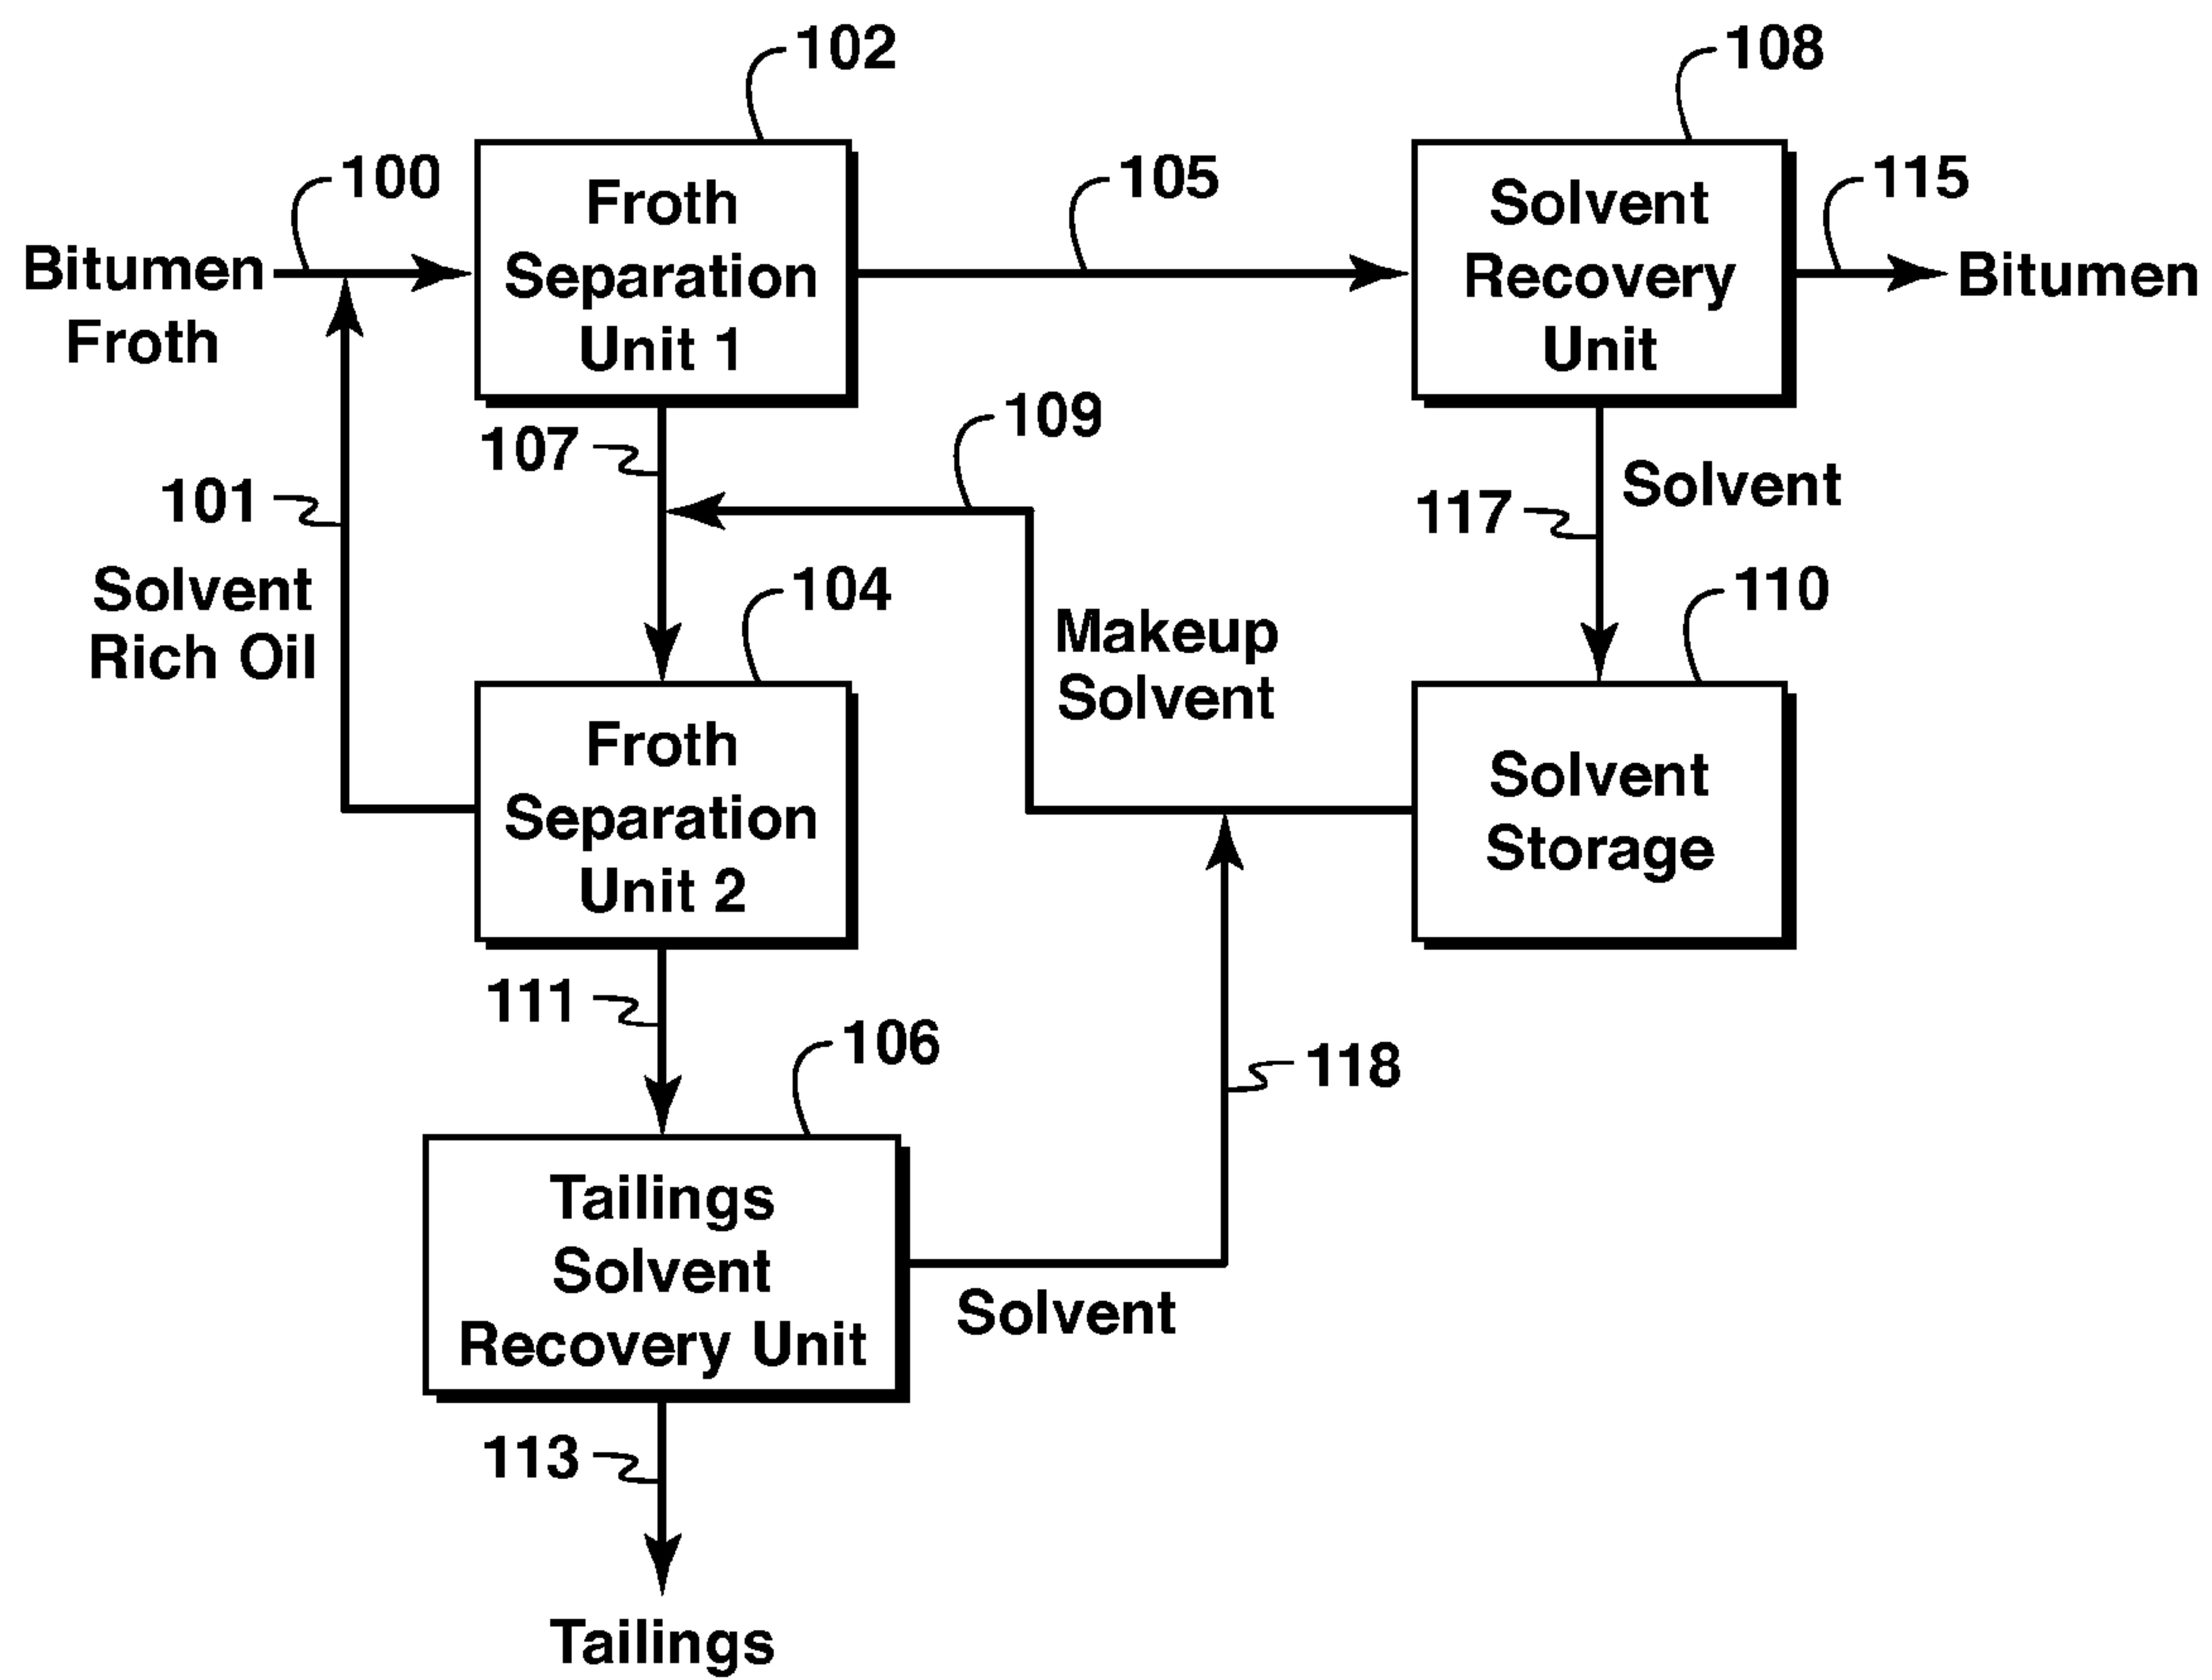 102
108
100
105
115
Froth
Separation
Unit 1
Solvent
Recovery
Unit
Bitumen
Froth
Bitumen
109
107
101
117
Solvent
Solvent
Rich Oil
104
110
Makeup
Solvent
Froth
Separation
Unit 2
Solvent
Storage
111
106
118
Tailings
Solvent
Recovery Unit
Solvent
113
Tailings